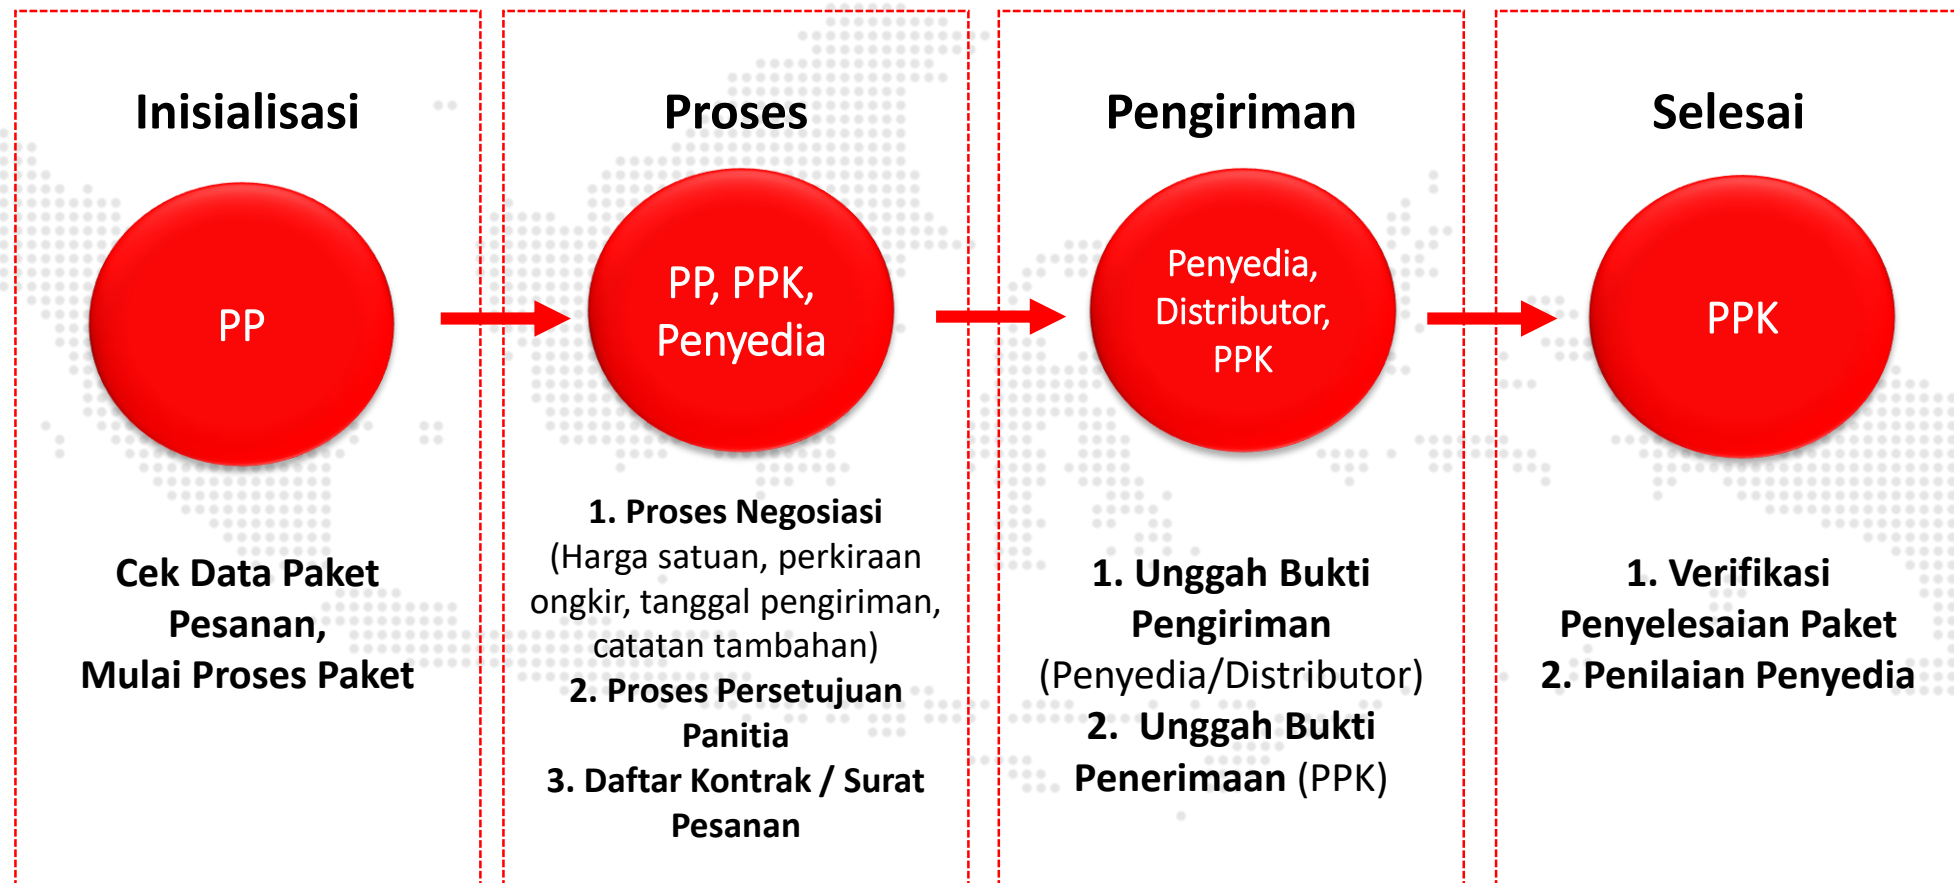 Inisialisasi
PP
Cek Data Paket
Pesanan,
Mulai Proses Paket
Proses
PP, PPK,
Penyedia
1. Proses Negosiasi
(Harga satuan, perkiraan
ongkir, tanggal pengiriman,
catatan tambahan)
2. Proses Persetujuan
Panitia
3. Daftar Kontrak / Surat
Pesanan
Pengiriman
Penyedia,
Distributor,
PPK
1. Unggah Bukti
Pengiriman
(Penyedia/Distributor)
2. Unggah Bukti
Penerimaan (PPK)
Selesai
PPK
1. Verifikasi
Penyelesaian Paket
2. Penilaian Penyedia